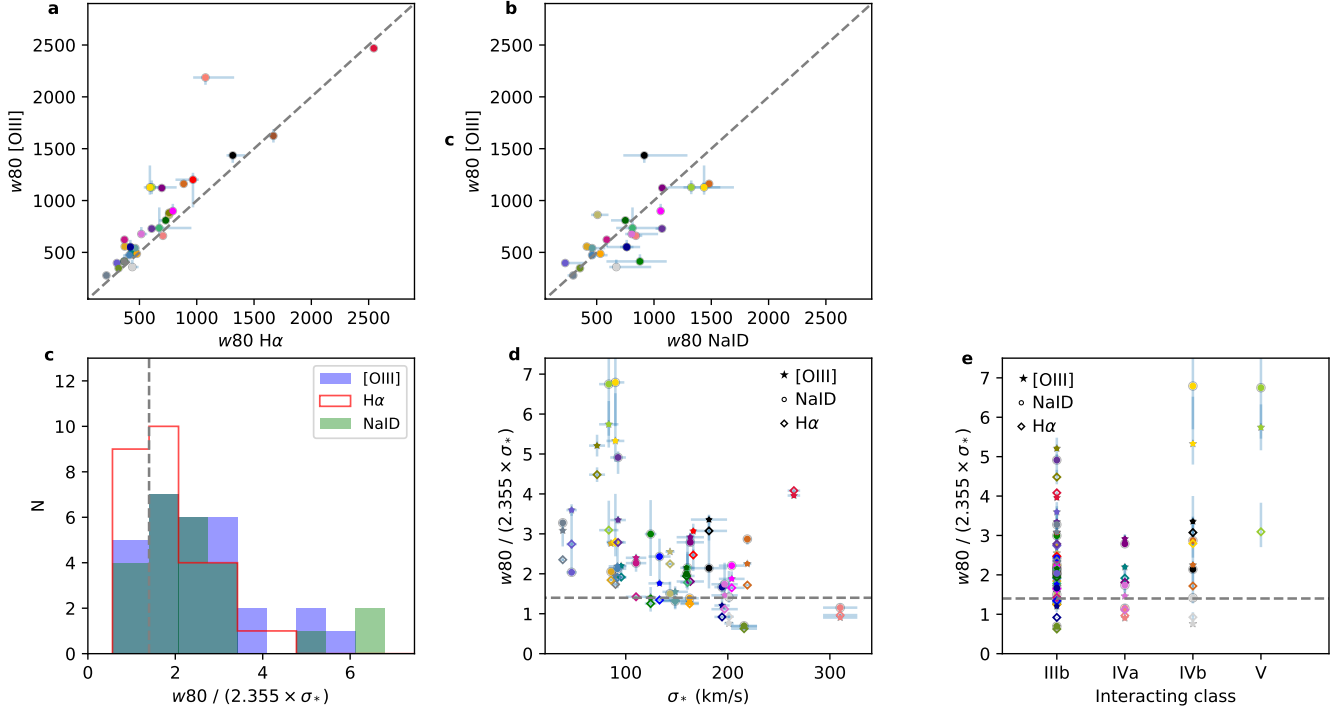 a
2500
2000
1500
1000
500
w80 [OIII]
500 1000 1500 2000 2500
w80 Hα
b
c
2500
2000
1500
1000
500
w80 [OIII]
500 1000 1500 2000 2500
w80 NaID
c
12
10
8
6
4
2
0
N
[OIII]
Hα
NaID
0 2 4 6
w80 / (2.355 × σ*)
d
7
6
5
4
3
2
1
0
w80 / (2.355 × σ*)
[OIII]
NaID
Hα
100 200 300
σ* (km/s)
e
7
6
5
4
3
2
1
0
w80 / (2.355 × σ*)
[OIII]
NaID
Hα
IIIb IVa IVb V
Interacting class